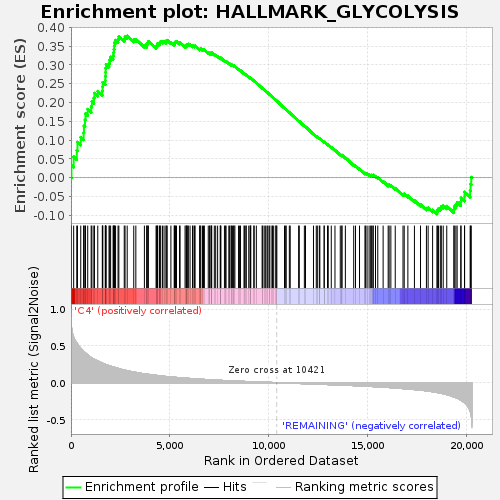 Enrichment plot: HALLMARK_GLYCOLYSIS
Enrichment score (ES)
0.40
0.35
0.30
0.25
0.20
0.15
0.10
0.05
0.00
-0.05
-0.10
Ranked list metric (Signal2Noise)
1.0
0.5
0.0
-0.5
'C4' (positively correlated)
Zero cross at 10421
'REMAINING' (negatively correlated)
0 5,000 10,000 15,000 20,000
Rank in Ordered Dataset
Enrichment profile Hits Ranking metric scores